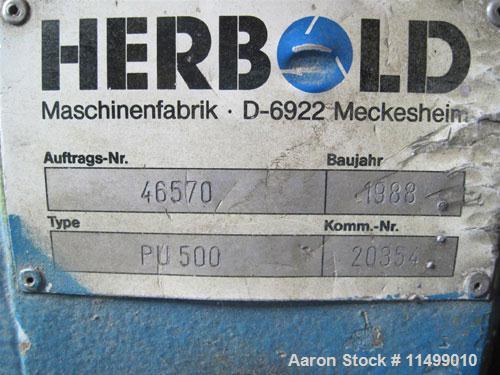 HERBOLD
Maschinenfabrik · D-6922 Meckesheim
Auftrags-Nr. Baujahr
46570 1988
Type Komm.-Nr.
PU 500 20354
Aaron Stock # 11499010